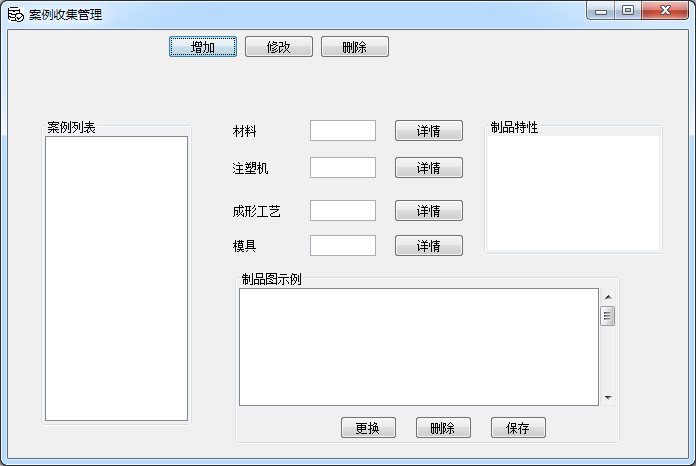 案例收集管理
增加 修改 删除
案例列表
材料 详情
注塑机 详情
成形工艺 详情
模具 详情
制品特性
制品图示例
更换 删除 保存